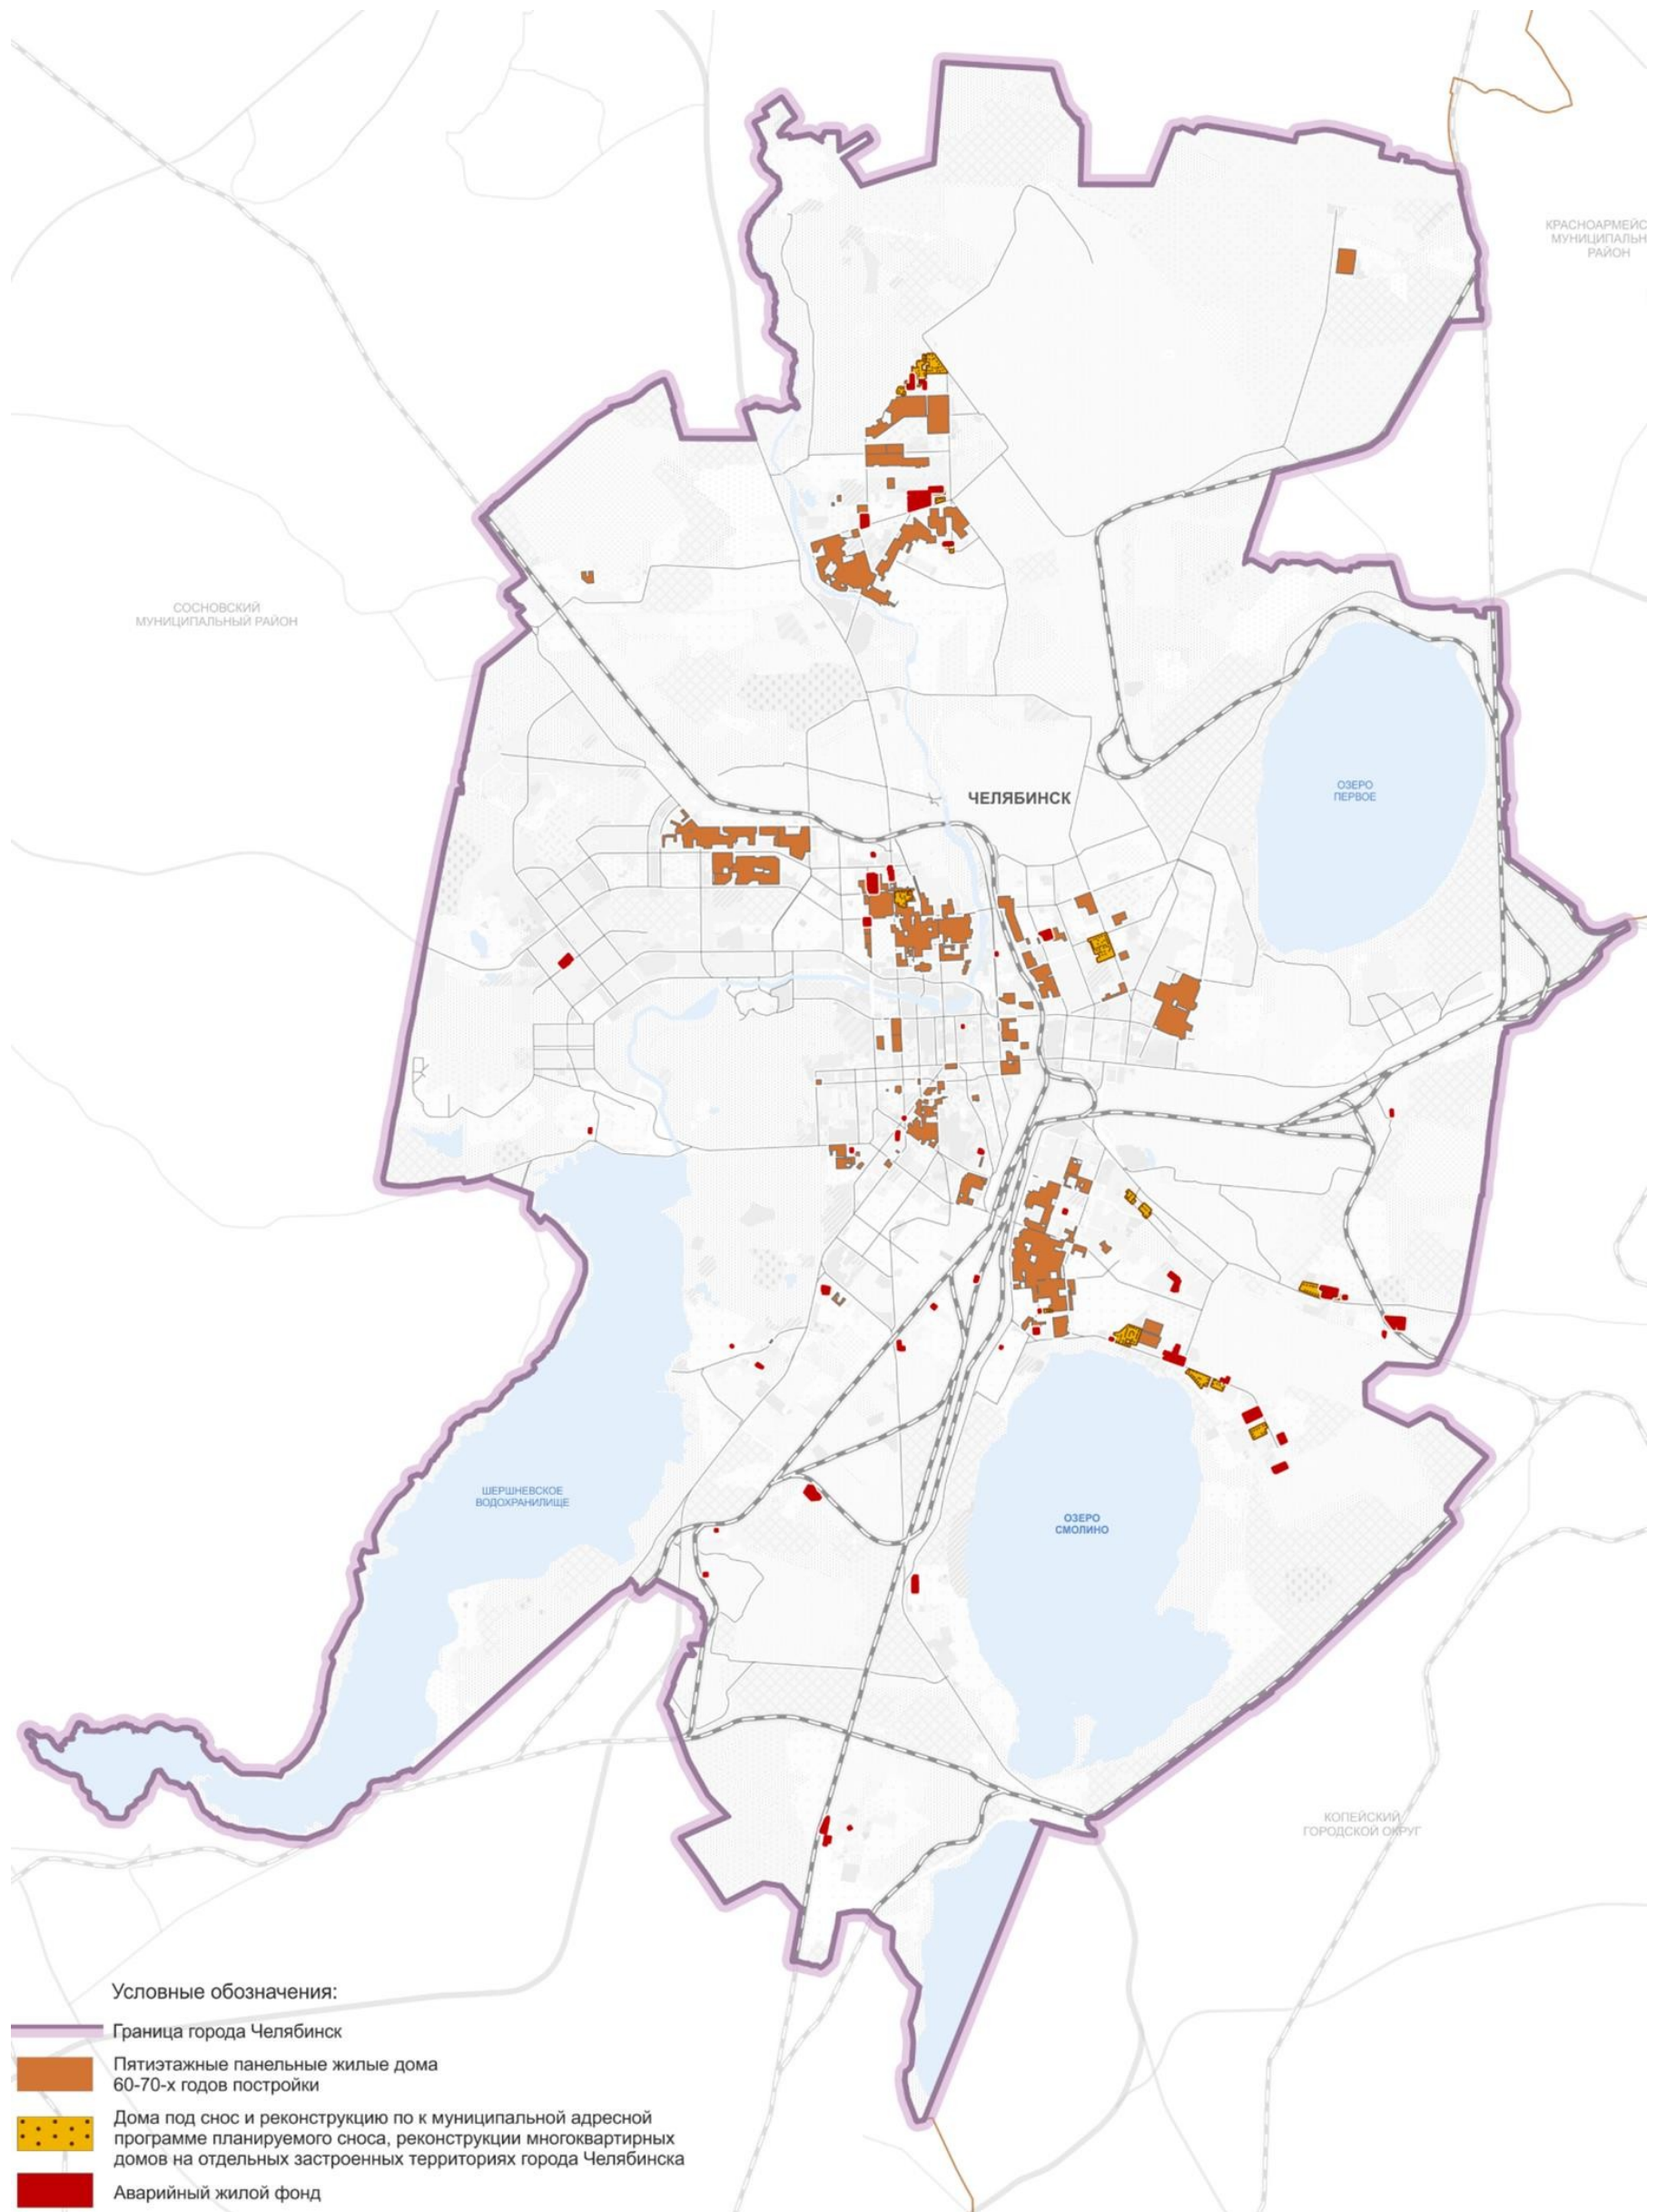 КРАСНОАРМЕЙС
МУНИЦИПАЛЬН
РАЙОН
СОСНОВСКИЙ
МУНИЦИПАЛЬНЫЙ РАЙОН
ЧЕЛЯБИНСК
ОЗЕРО
ПЕРВОЕ
ШЕРШНЕВСКОЕ
ВОДОХРАНИЛИЩЕ
ОЗЕРО
СМОЛИНО
КОПЕЙСКИЙ
ГОРОДСКОЙ ОКРУГ
Условные обозначения:
Граница города Челябинск
Пятиэтажные панельные жилые дома
60-70-х годов постройки
Дома под снос и реконструкцию по к муниципальной адресной
программе планируемого сноса, реконструкции многоквартирных
домов на отдельных застроенных территориях города Челябинска
Аварийный жилой фонд